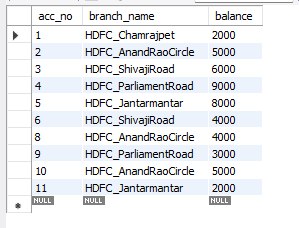 acc_no branch_name balance
1 HDFC_Chamrajpet 2000
2 HDFC_AnandRaoCircle 5000
3 HDFC_ShivajiRoad 6000
4 HDFC_ParliamentRoad 9000
5 HDFC_Jantarmantar 8000
6 HDFC_ShivajiRoad 4000
8 HDFC_AnandRaoCircle 4000
9 HDFC_ParliamentRoad 3000
10 HDFC_AnandRaoCircle 5000
11 HDFC_Jantarmantar 2000
NULL NULL NULL